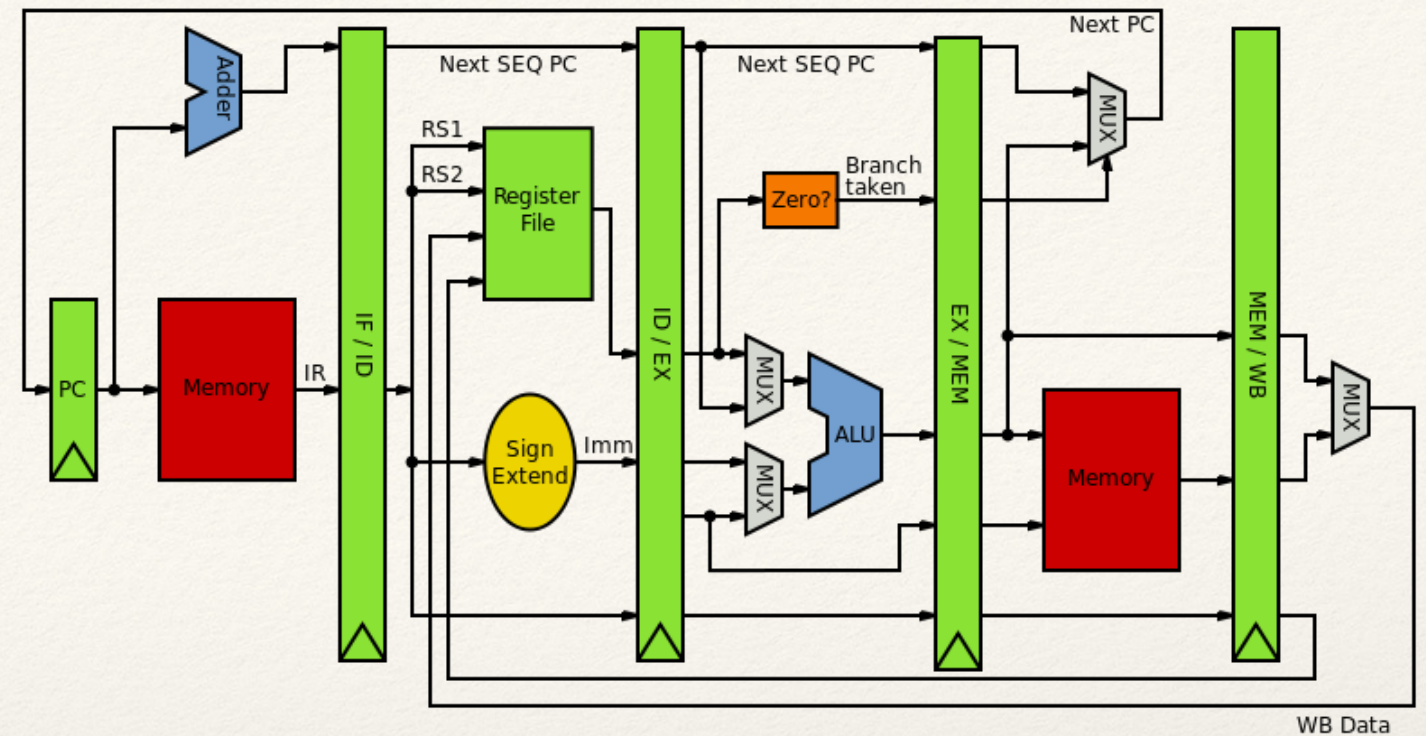 Next PC
Adder
Next SEQ PC
Next SEQ PC
RS1
RS2
Register
File
Zero?
Branch
taken
MUX
PC
Memory
IR
IF / ID
ID / EX
EX / MEM
MEM / WB
MUX
MUX
ALU
MUX
Sign
Extend
Imm
Memory
WB Data